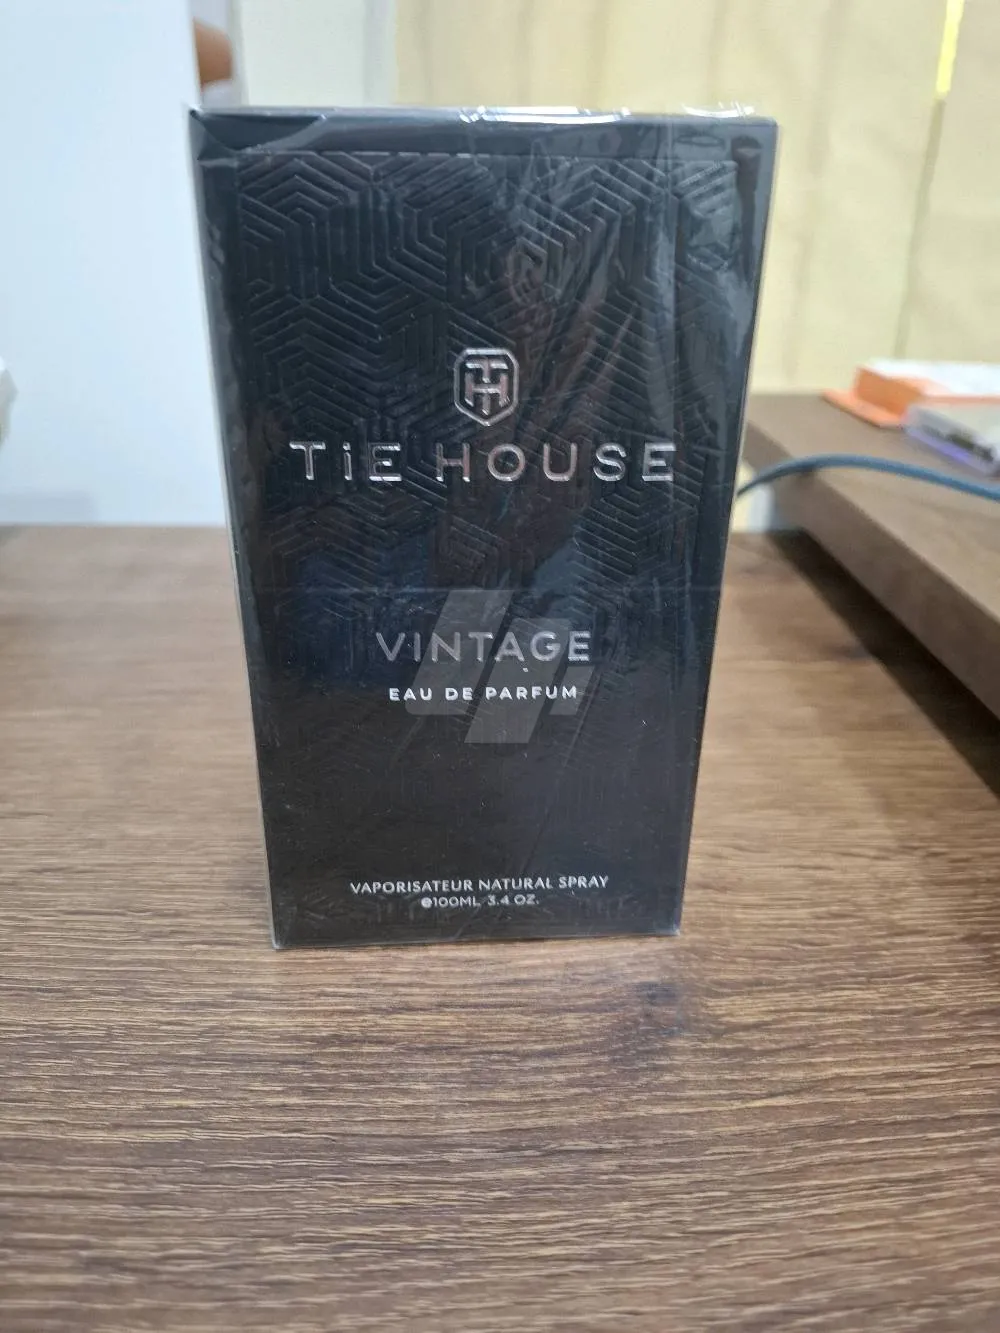 TH
TiE HOUSE
VINTAGE
EAU DE PARFUM
VAPORISATEUR NATURAL SPRAY
℮100ML 3.4 OZ.